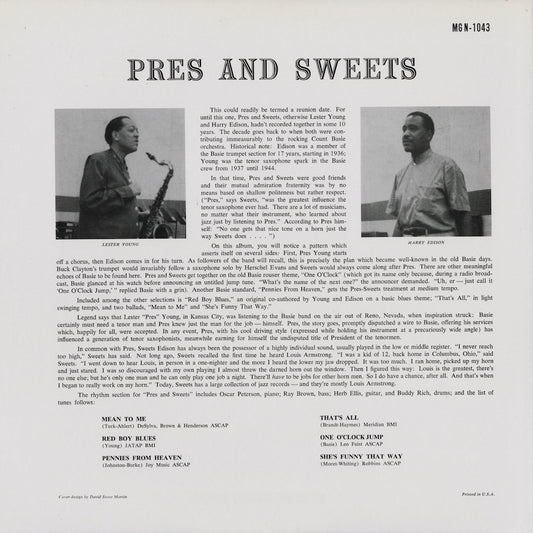 MG N-1043
PRES AND SWEETS
This could readily be termed a reunion date. For
until this one, Pres and Sweets, otherwise Lester Young
and Harry Edison, hadn't recorded together in some 10
years. The decade goes back to when both were con-
tributing immeasurably to the rocking Count Basie
orchestra. Historical note: Edison was a member of
the Basie trumpet section for 17 years, starting in 1936;
Young was the tenor saxophone spark in the Basie
crew from 1937 until 1944.
In that time, Pres and Sweets were good friends
and their mutual admiration fraternity was by no
means based on shallow politeness but rather respect.
("Pres," says Sweets, "was the greatest influence the
tenor saxophone ever had. There are a lot of musicians,
no matter what their instrument, who learned about
jazz just by listening to Pres." According to Pres him-
self: "No one gets that nice tone on a horn just the
way Sweets does . . . .")
On this album, you will notice a pattern which
asserts itself on several sides: First, Pres Young starts
LESTER YOUNG
HARRY EDISON
off a chorus, then Edison comes in for his turn. As followers of the band will recall, this is precisely the plan which became well-known in the old Basie days.
Buck Clayton's trumpet would invariably follow a saxophone solo by Herschel Evans and Sweets would always come along after Pres. There are other meaningful
echoes of Basie to be found here. Pres and Sweets get together on the old Basie rouser theme, "One O'Clock" (which got its name only because, during a radio broad-
cast, Basie glanced at his watch before announcing an untitled jump tune. "What's the name of the next one?" the announcer demanded. "Uh, er — just call it
'One O'Clock Jump,' " replied Basie with a grin). Another Basie standard, "Pennies From Heaven," gets the Pres-Sweets treatment at medium tempo.
Included among the other selections is "Red Boy Blues," an original co-authored by Young and Edison on a basic blues theme; "That's All," in light
swinging tempo, and two ballads, "Mean to Me" and "She's Funny That Way."
Legend says that Lester "Pres" Young, in Kansas City, was listening to the Basie band on the air out of Reno, Nevada, when inspiration struck: Basie
certainly must need a tenor man and Pres knew just the man for the job — himself. Pres, the story goes, promptly dispatched a wire to Basie, offering his services
which, happily for all, were accepted. In any event, Pres, with his cool driving style (expressed while holding his instrument at a precariously wide angle) has
influenced a generation of tenor saxophonists, meanwhile earning for himself the undisputed title of President of the tenormen.
In common with Pres, Sweets Edison has always been the possessor of a highly individual sound, usually played in the low or middle register. "I never reach
too high," Sweets has said. Not long ago, Sweets recalled the first time he heard Louis Armstrong. "I was a kid of 12, back home in Columbus, Ohio," said
Sweets. "I went down to hear Louis, in person in a one-nighter and the more I heard the lower my jaw dropped. It was too much. I ran home, picked up my horn
and just stared. I was so discouraged with my own playing I almost threw the darned horn out the window. Then I figured this way: Louis is the greatest, there's
no one else; but he's only one man and he can only play one job a night. There'll have to be jobs for other horn men. So I do have a chance, after all. And that's when
I began to really work on my horn." Today, Sweets has a large collection of jazz records — and they're mostly Louis Armstrong.
The rhythm section for "Pres and Sweets" includes Oscar Peterson, piano; Ray Brown, bass; Herb Ellis, guitar, and Buddy Rich, drums; and the list of
tunes follows:
MEAN TO ME
(Turk-Ahlert) DeSylva, Brown & Henderson ASCAP
RED BOY BLUES
(Young) JATAP BMI
PENNIES FROM HEAVEN
(Johnston-Burke) Joy Music ASCAP
THAT'S ALL
(Brandt-Haymes) Meridian BMI
ONE O'CLOCK JUMP
(Basie) Leo Feist ASCAP
SHE'S FUNNY THAT WAY
(Moret-Whiting) Robbins ASCAP
Cover design by David Stone Martin
Printed in U.S.A.